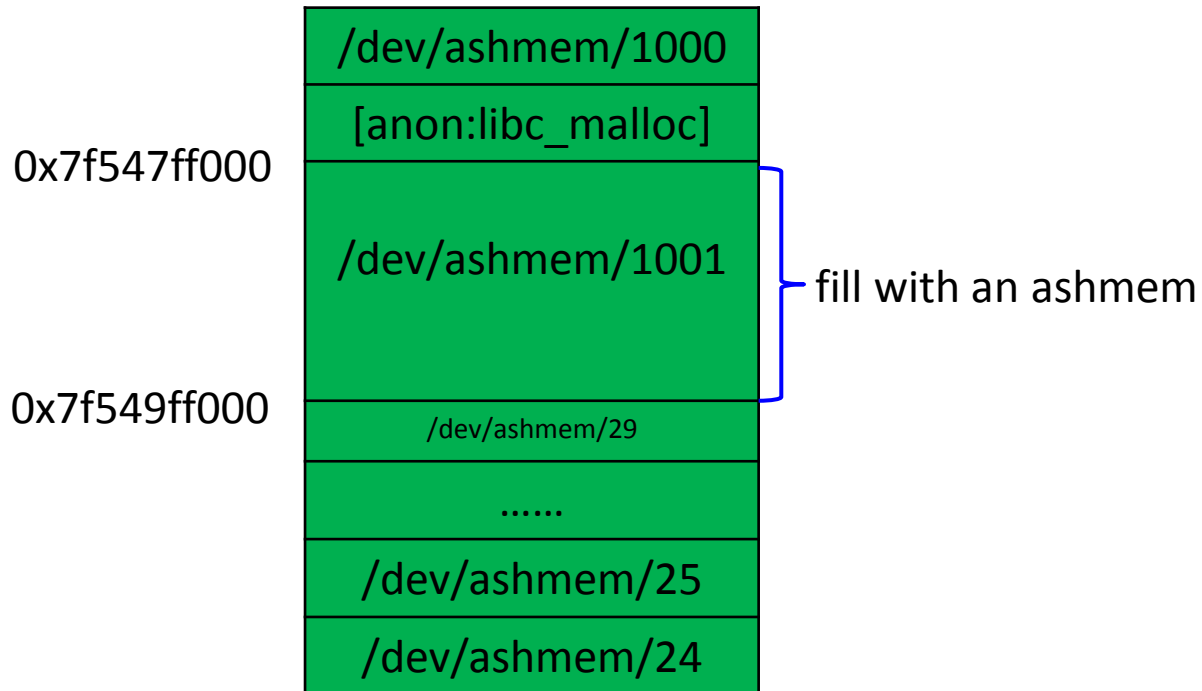 /dev/ashmem/1000
[anon:libc_malloc]
0x7f547ff000
/dev/ashmem/1001
fill with an ashmem
0x7f549ff000
/dev/ashmem/29
......
/dev/ashmem/25
/dev/ashmem/24